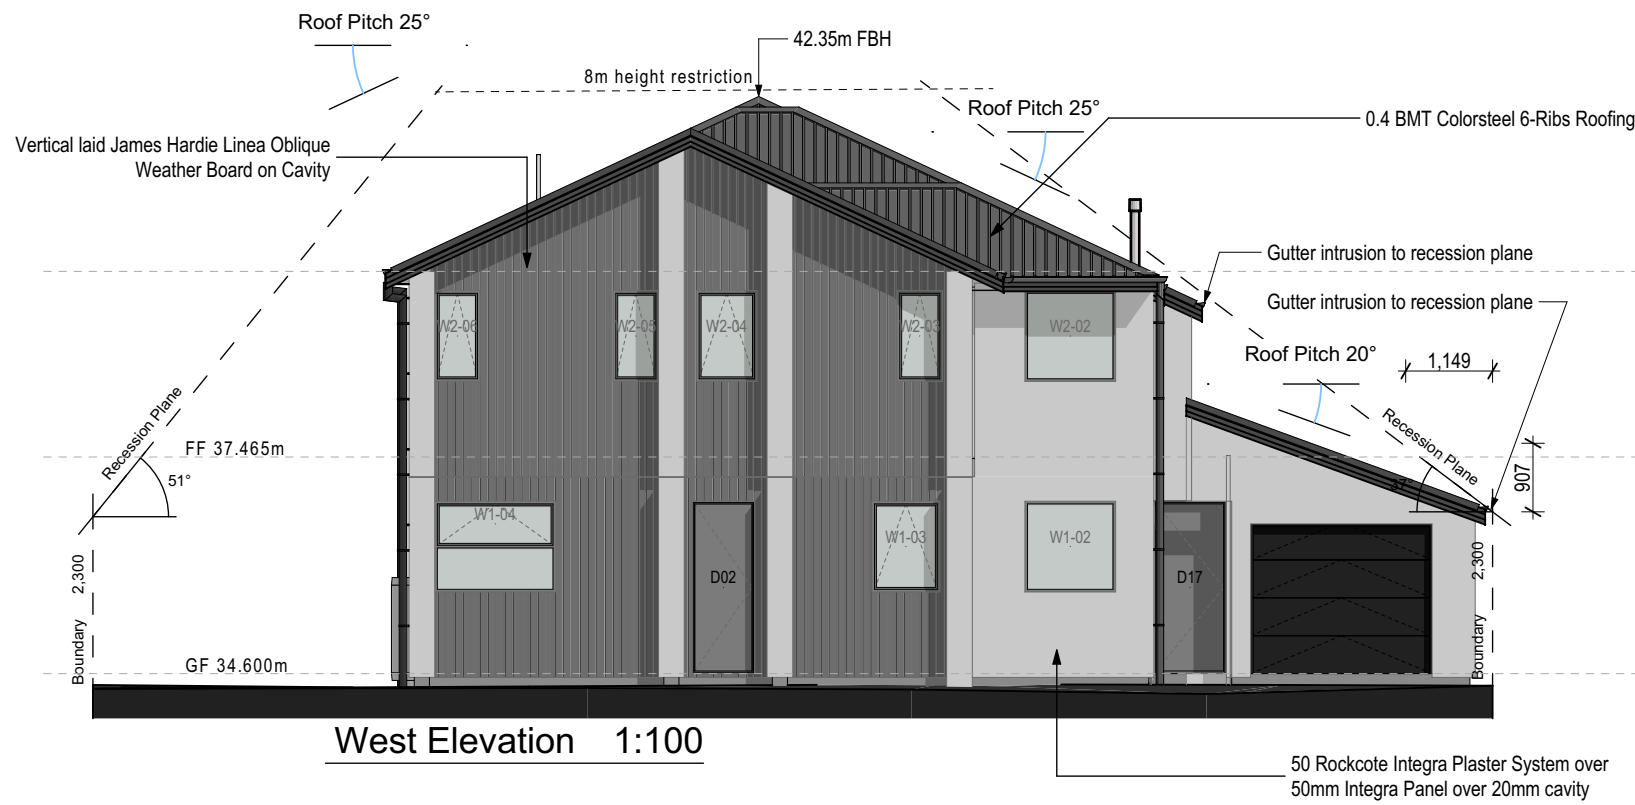 Roof Pitch 25°
42.35m FBH
8m height restriction
Roof Pitch 25°
0.4 BMT Colorsteel 6-Ribs Roofing
Vertical laid James Hardie Linea Oblique
Weather Board on Cavity
Gutter intrusion to recession plane
Gutter intrusion to recession plane
W2-06
W2-05
W2-04
W2-03
W2-02
Roof Pitch 20°
1,149
Recession Plane
Recession Plane
FF 37.465m
51°
37°
907
W1-04
W1-03
W1-02
D02
D17
2,300
2,300
Boundary
Boundary
GF 34.600m
West Elevation 1:100
50 Rockcote Integra Plaster System over
50mm Integra Panel over 20mm cavity